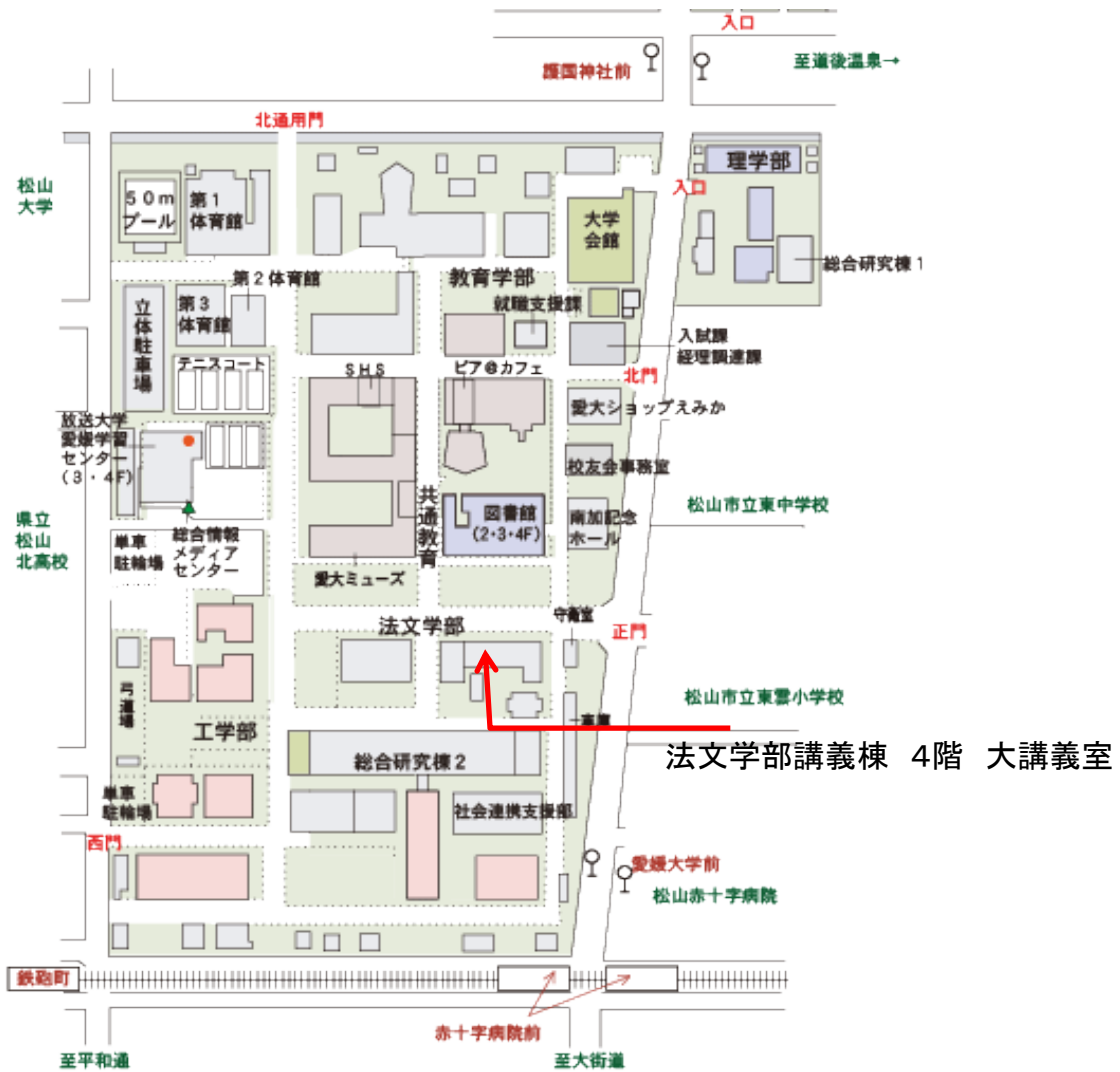 入口
護国神社前
至道後温泉→
北通用門
松山
大学
50m
プール
第1
体育館
大学
会館
入口
理学部
総合研究棟1
第2体育館
教育学部
就職支援課
立体駐車場
第3
体育館
入試課
経理調達課
テニスコート
SHS
ピア@カフェ
北門
愛大ショップえみか
放送大学
愛媛学習
センター
(3・4F)
校友会事務室
共通教育
図書館
(2・3・4F)
南加記念
ホール
松山市立東中学校
県立
松山
北高校
単車
駐輪場
総合情報
メディア
センター
愛大ミューズ
法文学部
守衛室
正門
弓道場
松山市立東雲小学校
工学部
車庫
法文学部講義棟 4階 大講義室
総合研究棟2
単車
駐輪場
社会連携支援部
西門
愛媛大学前
松山赤十字病院
鉄砲町
赤十字病院前
至平和通
至大街道